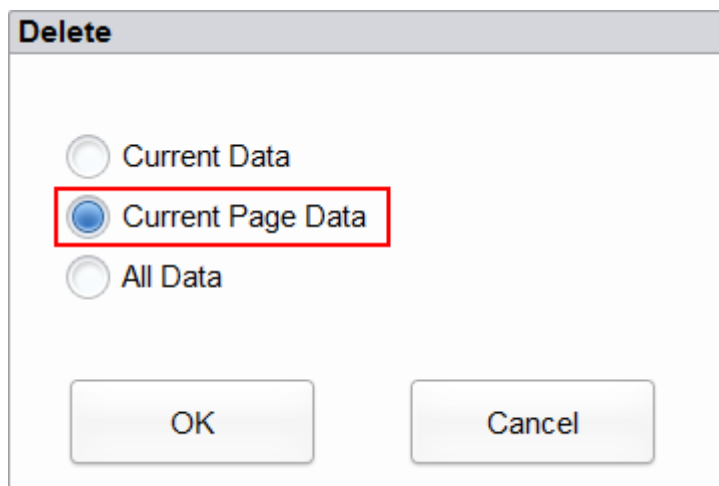 Delete
Current Data
Current Page Data
All Data
OK
Cancel